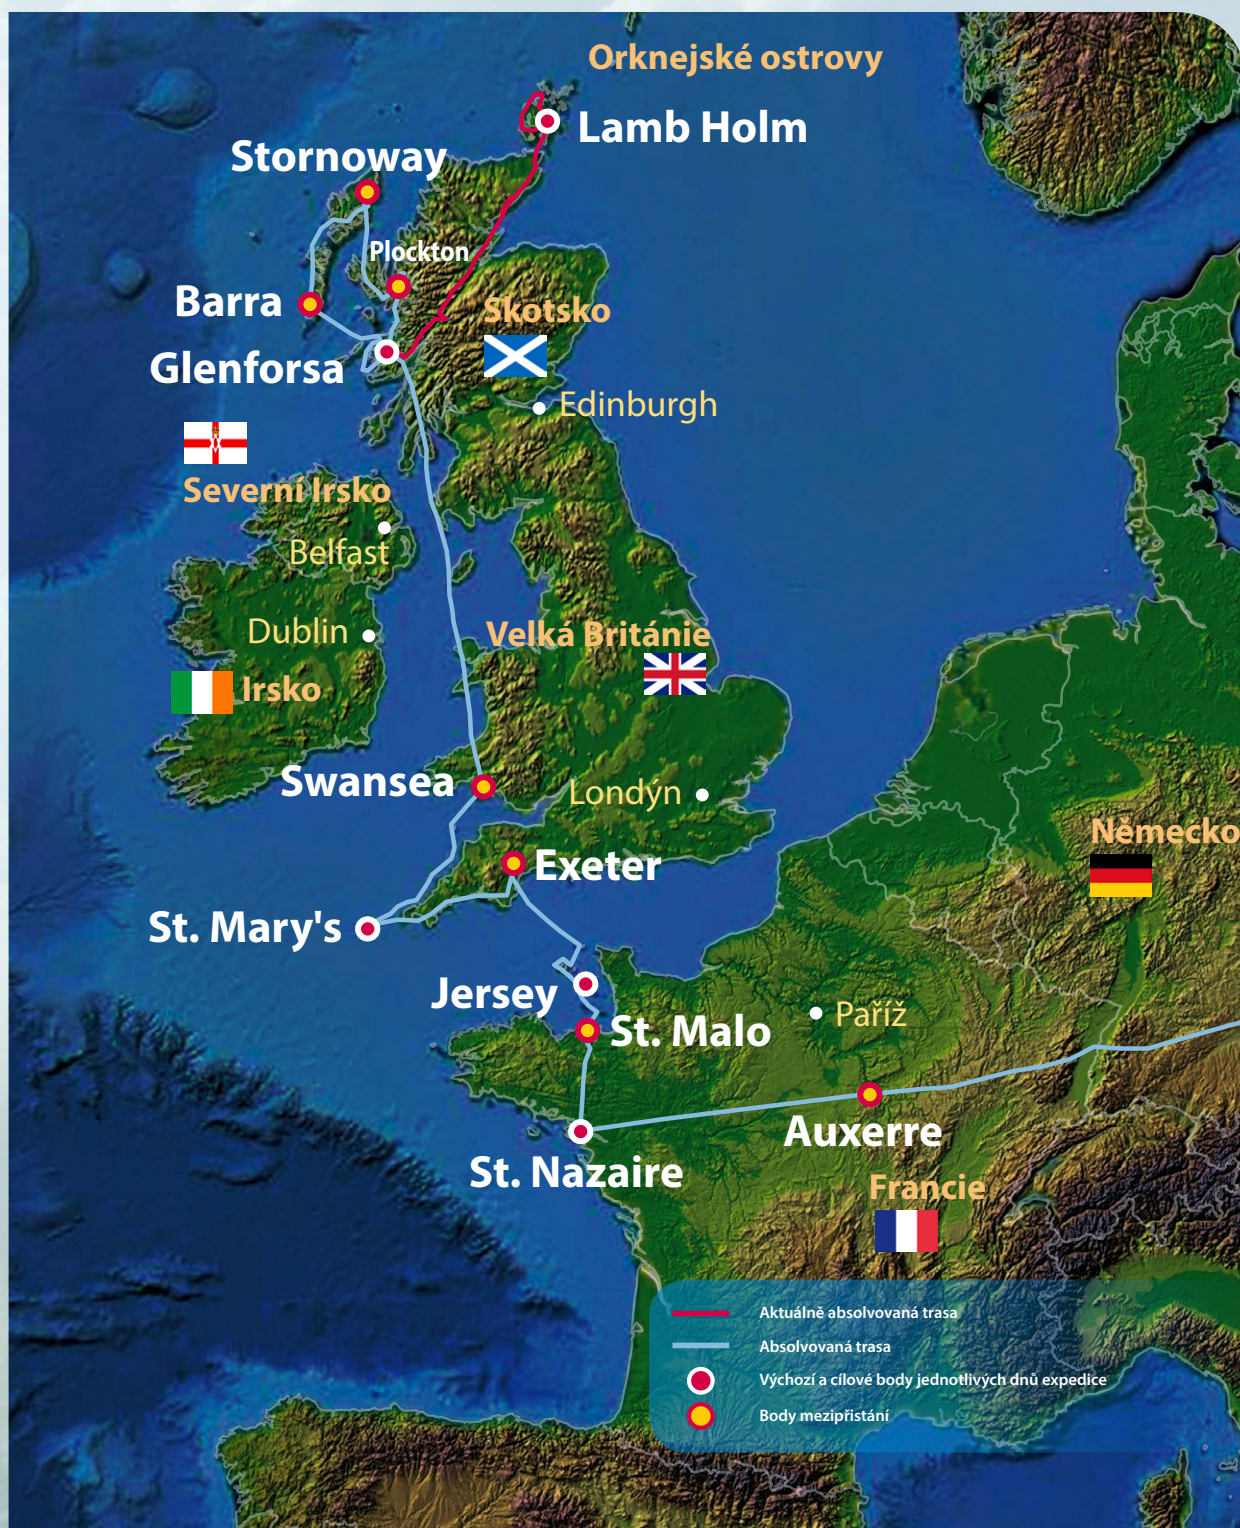 Orknejské ostrovy
Lamb Holm
Stornoway
Plockton
Barra
Skotsko
Glenforsa
Edinburgh
Severní Irsko
Belfast
Dublin
Velká Británie
Irsko
Swansea
Londýn
Německo
Exeter
St. Mary's
Jersey
Paříž
St. Malo
Auxerre
St. Nazaire
Francie
Aktuálně absolvovaná trasa
Absolvovaná trasa
Výchozí a cílové body jednotlivých dnů expedice
Body mezipřistání